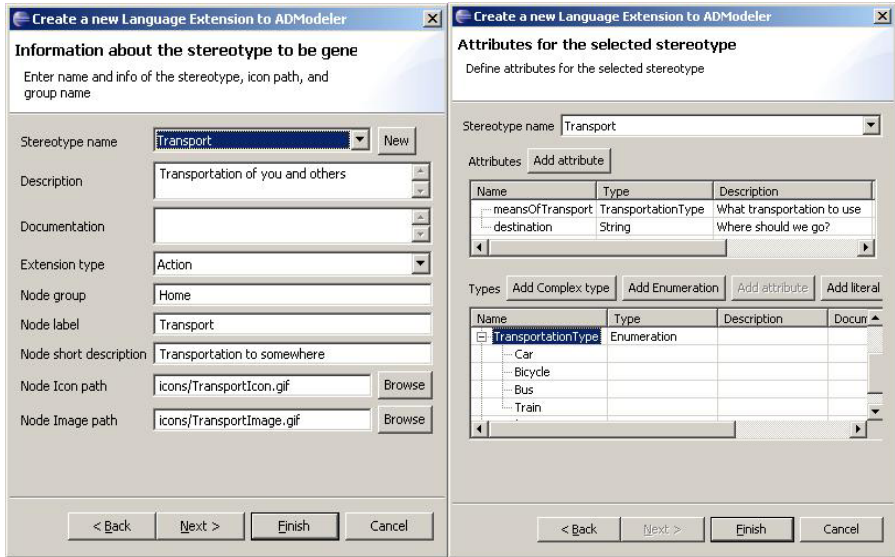 Create a new Language Extension to ADModeler
Information about the stereotype to be gene
Enter name and info of the stereotype, icon path, and
group name
Stereotype name Transport New
Description Transportation of you and others
Documentation
Extension type Action
Node group Home
Node label Transport
Node short description Transportation to somewhere
Node Icon path icons/TransportIcon.gif Browse
Node Image path icons/TransportImage.gif Browse
< Back Next > Finish Cancel
Create a new Language Extension to ADModeler
Attributes for the selected stereotype
Define attributes for the selected stereotype
Stereotype name Transport
Attributes Add attribute
Name Type Description
meansOfTransport TransportationType What transportation to use
destination String Where should we go?
Types Add Complex type Add Enumeration Add attribute Add literal
Name Type Description Docum
TransportationType Enumeration
Car
Bicycle
Bus
Train
< Back Next > Finish Cancel